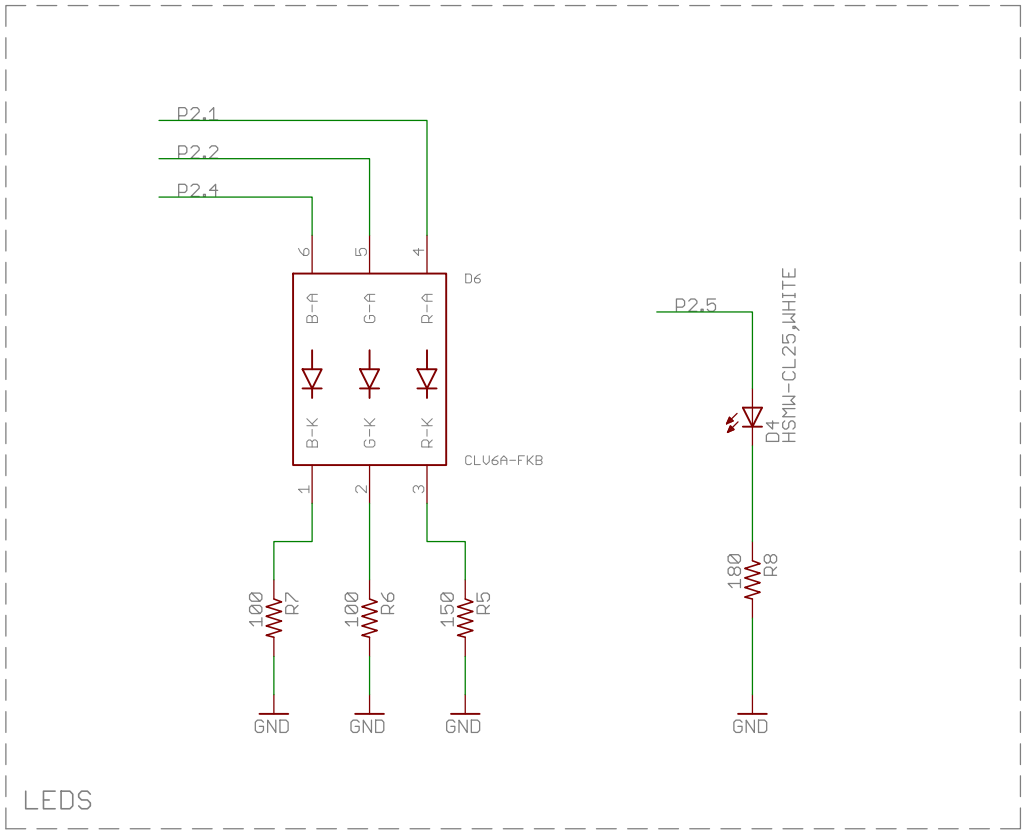 P2.1
P2.2
P2.4
6
5
4
D6
B-A
G-A
R-A
B-K
G-K
R-K
CLV6A-FKB
1
2
3
P2.5
D4
HSMW-CL25,WHITE
100
R7
100
R6
150
R5
180
R8
GND
GND
GND
GND
LEDS